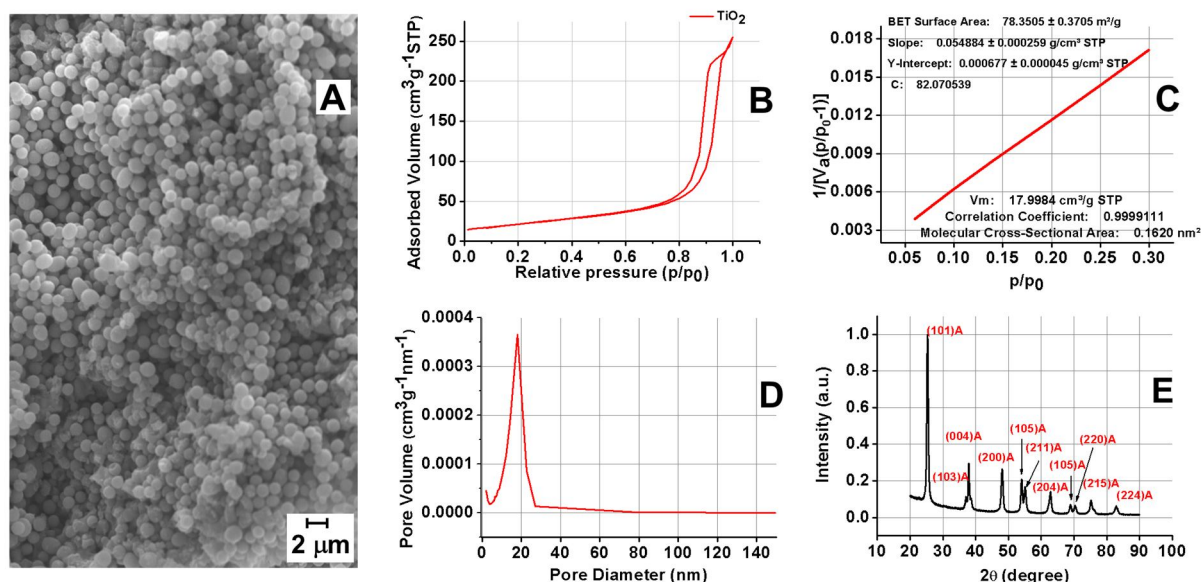 A
2 μm
B
TiO2
Adsorbed Volume (cm3g-1STP)
250
200
150
100
50
0
0.0 0.2 0.4 0.6 0.8 1.0
Relative pressure (p/p0)
C
BET Surface Area: 78.3505 ± 0.3705 m²/g
Slope: 0.054884 ± 0.000259 g/cm³ STP
Y-Intercept: 0.000677 ± 0.000045 g/cm³ STP
C: 82.070539
1/[Va(p/p0-1)]
0.018
0.015
0.012
0.009
0.006
0.003
Vm: 17.9984 cm³/g STP
Correlation Coefficient: 0.9999111
Molecular Cross-Sectional Area: 0.1620 nm²
0.05 0.10 0.15 0.20 0.25 0.30
p/p0
D
Pore Volume (cm3g-1nm-1)
0.0004
0.0003
0.0002
0.0001
0.0000
0 20 40 60 80 100 120 140
Pore Diameter (nm)
E
Intensity (a.u.)
1.0
0.8
0.6
0.4
0.2
0.0
(101)A
(103)A
(004)A
(200)A
(105)A
(211)A
(204)A
(105)A
(220)A
(215)A
(224)A
10 20 30 40 50 60 70 80 90 100
2θ (degree)